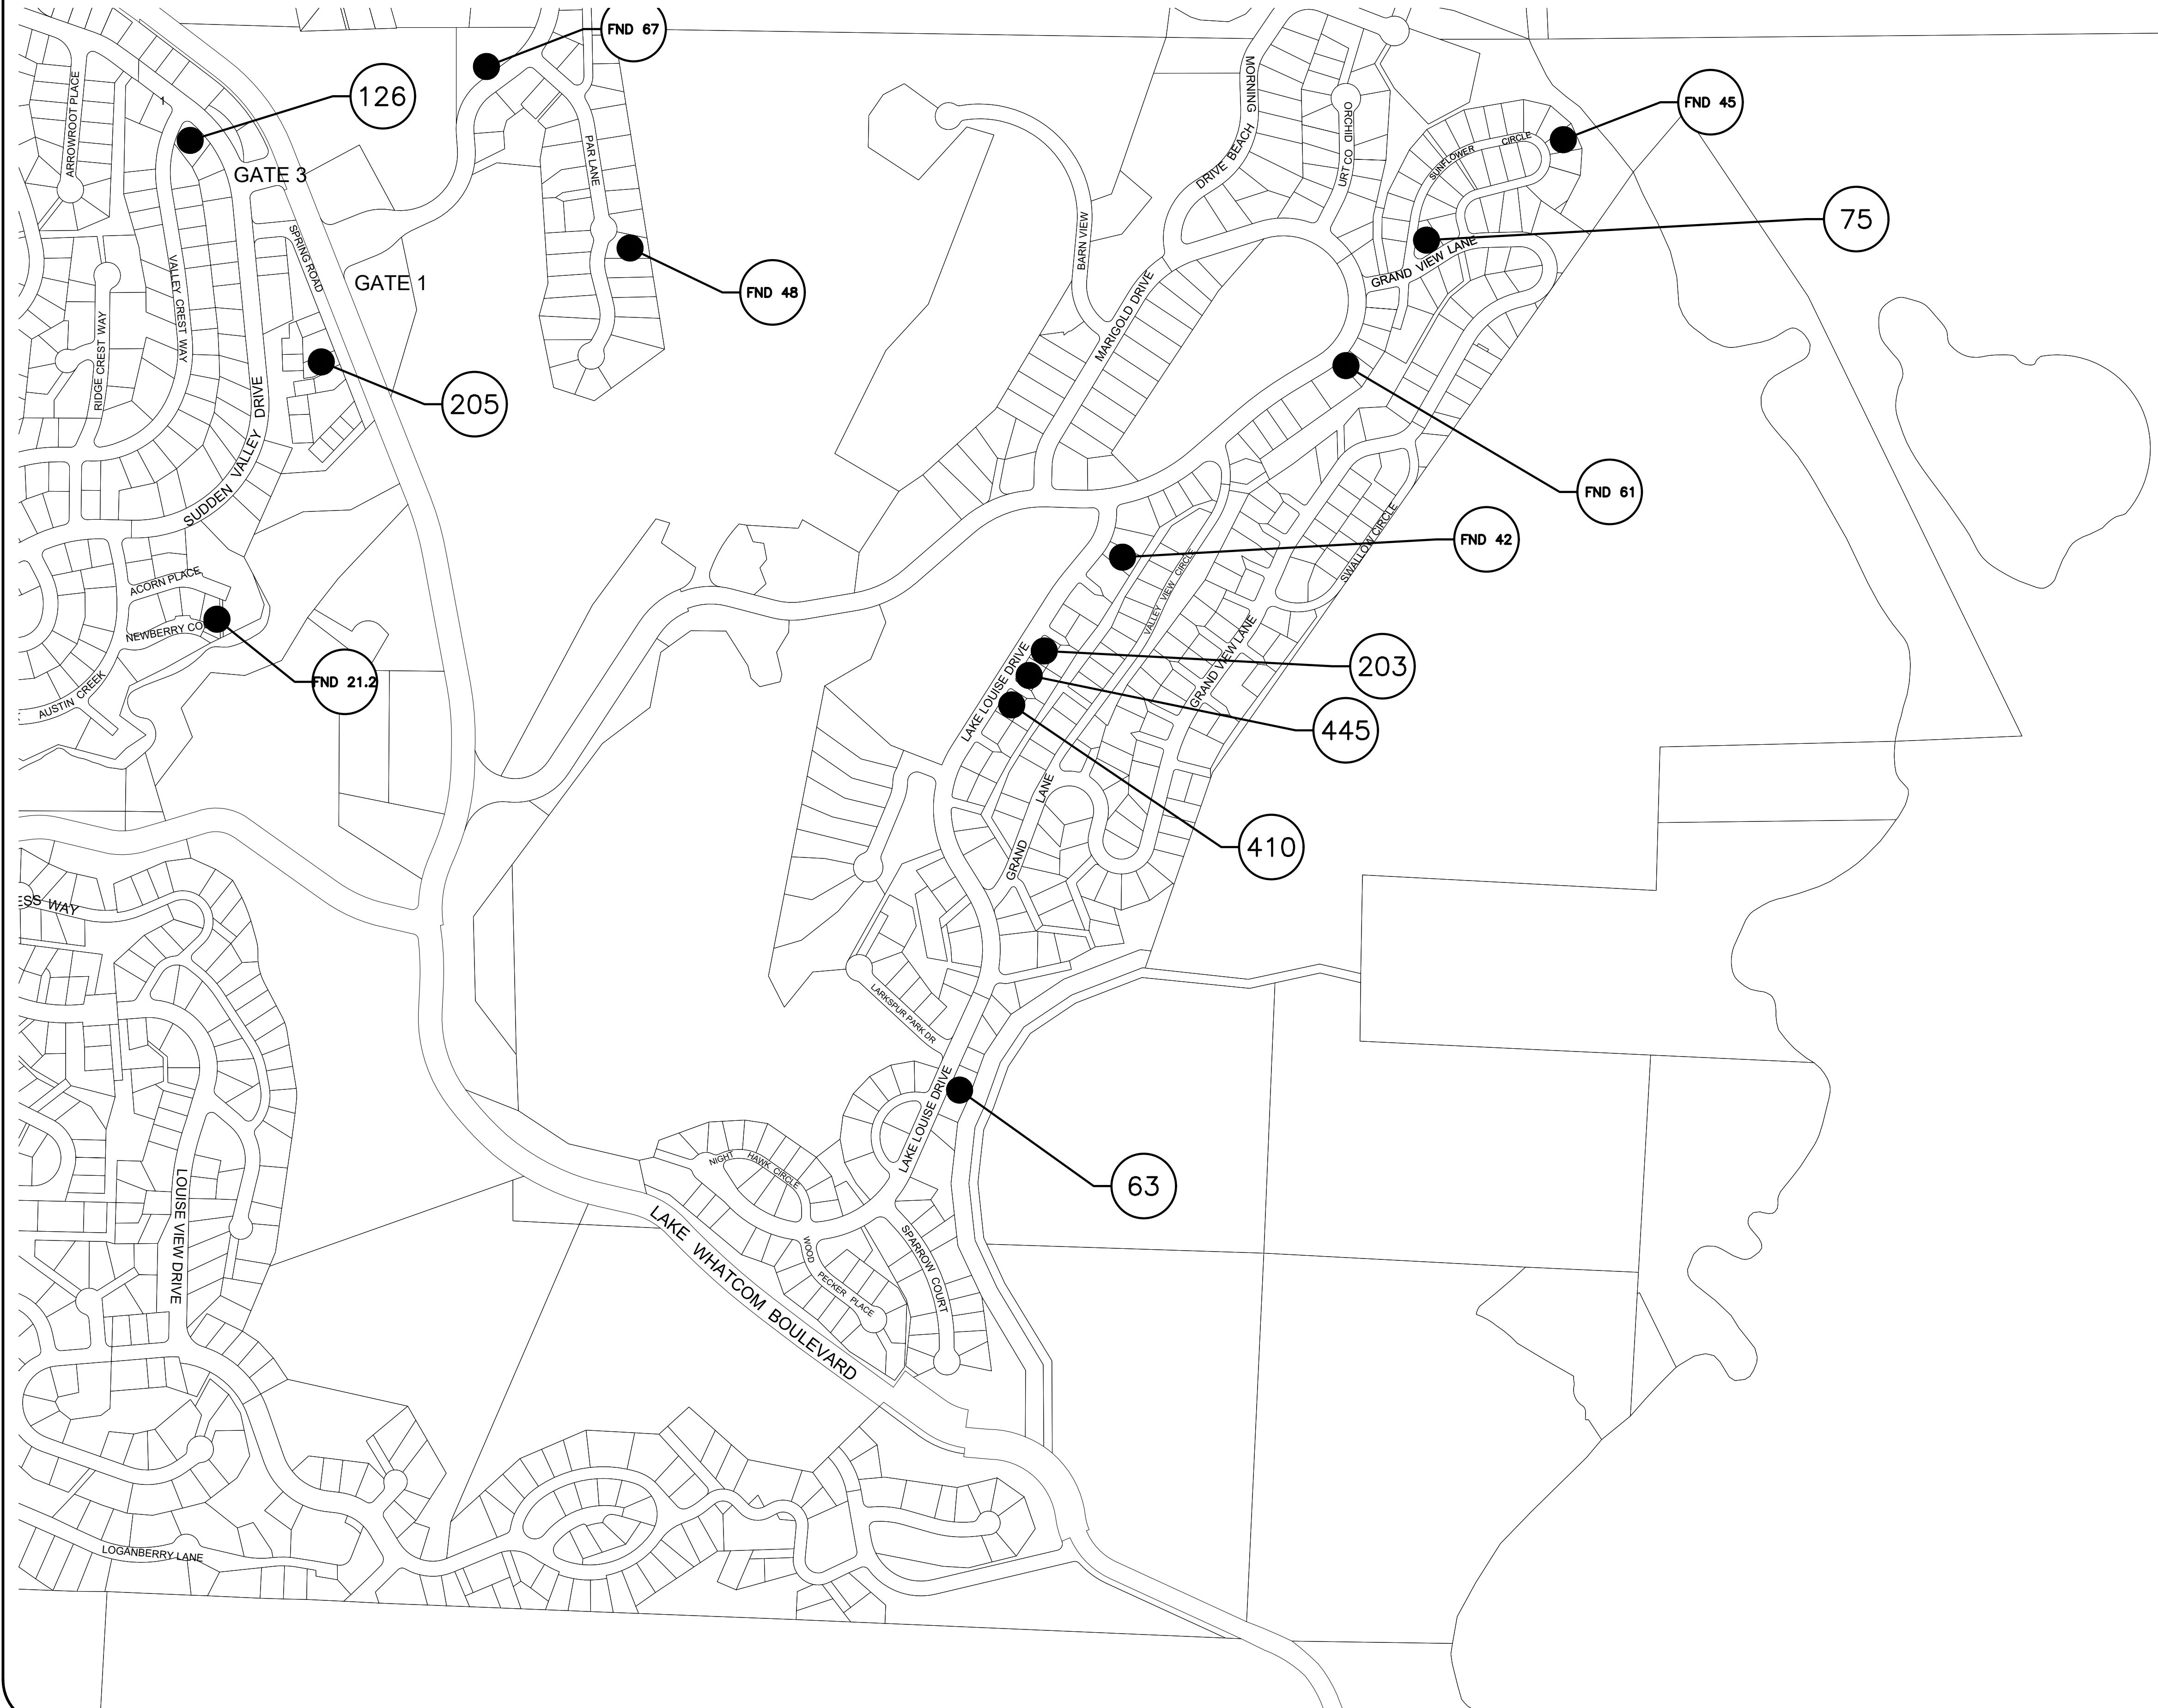 FND 67
126
ARROWROOT PLACE
1
GATE 3
PAR LANE
MORNING
DRIVE BEACH
ORCHID CO
URT
SUNFLOWER CIRCLE
FND 45
75
GRAND VIEW LANE
BARN VIEW
SPRING ROAD
GATE 1
FND 48
VALLEY CREST WAY
RIDGE CREST WAY
MARIGOLD DRIVE
205
SUDDEN VALLEY DRIVE
FND 61
FND 42
SWALLOW CIRCLE
VALLEY VIEW CIRCLE
ACORN PLACE
NEWBERRY CO
FND 21.2
AUSTIN CREEK
LAKE LOUISE DRIVE
GRAND VIEW LANE
203
445
410
GRAND LANE
ESS WAY
LARKSPUR PARK DR
LAKE LOUISE DRIVE
63
NIGHT HAWK CIRCLE
LOUISE VIEW DRIVE
WOOD PECKER PLACE
SPARROW COURT
LAKE WHATCOM BOULEVARD
LOGANBERRY LANE